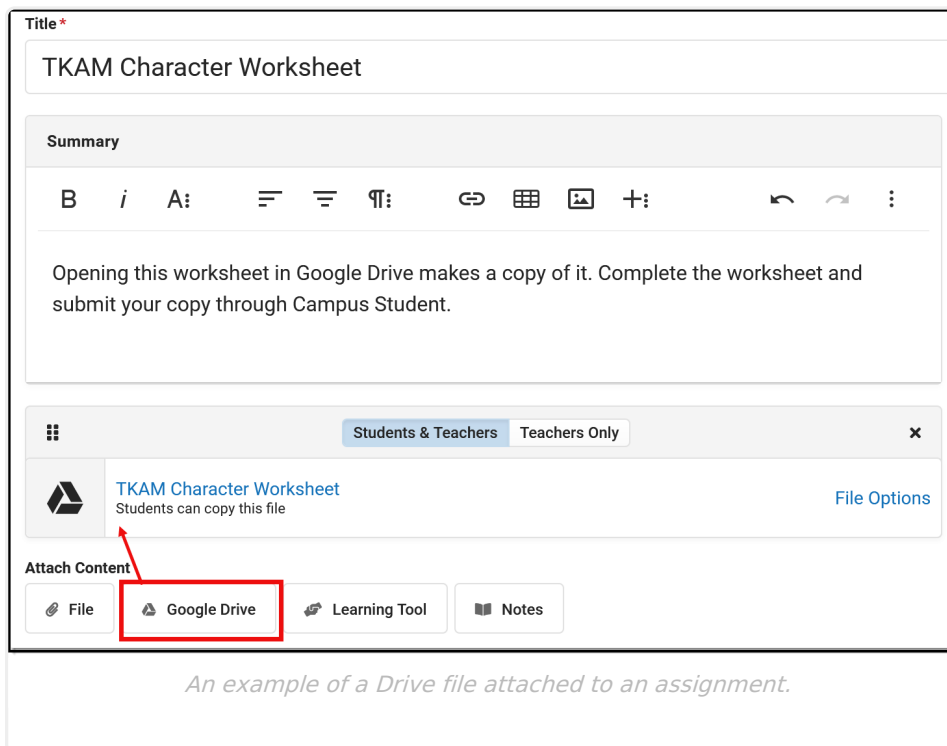 Title*
TKAM Character Worksheet
Summary
B i A
Opening this worksheet in Google Drive makes a copy of it. Complete the worksheet and
submit your copy through Campus Student.
Students & Teachers Teachers Only
TKAM Character Worksheet
File Options
Students can copy this file
Attach Content
File Google Drive Learning Tool Notes
An example of a Drive file attached to an assignment.